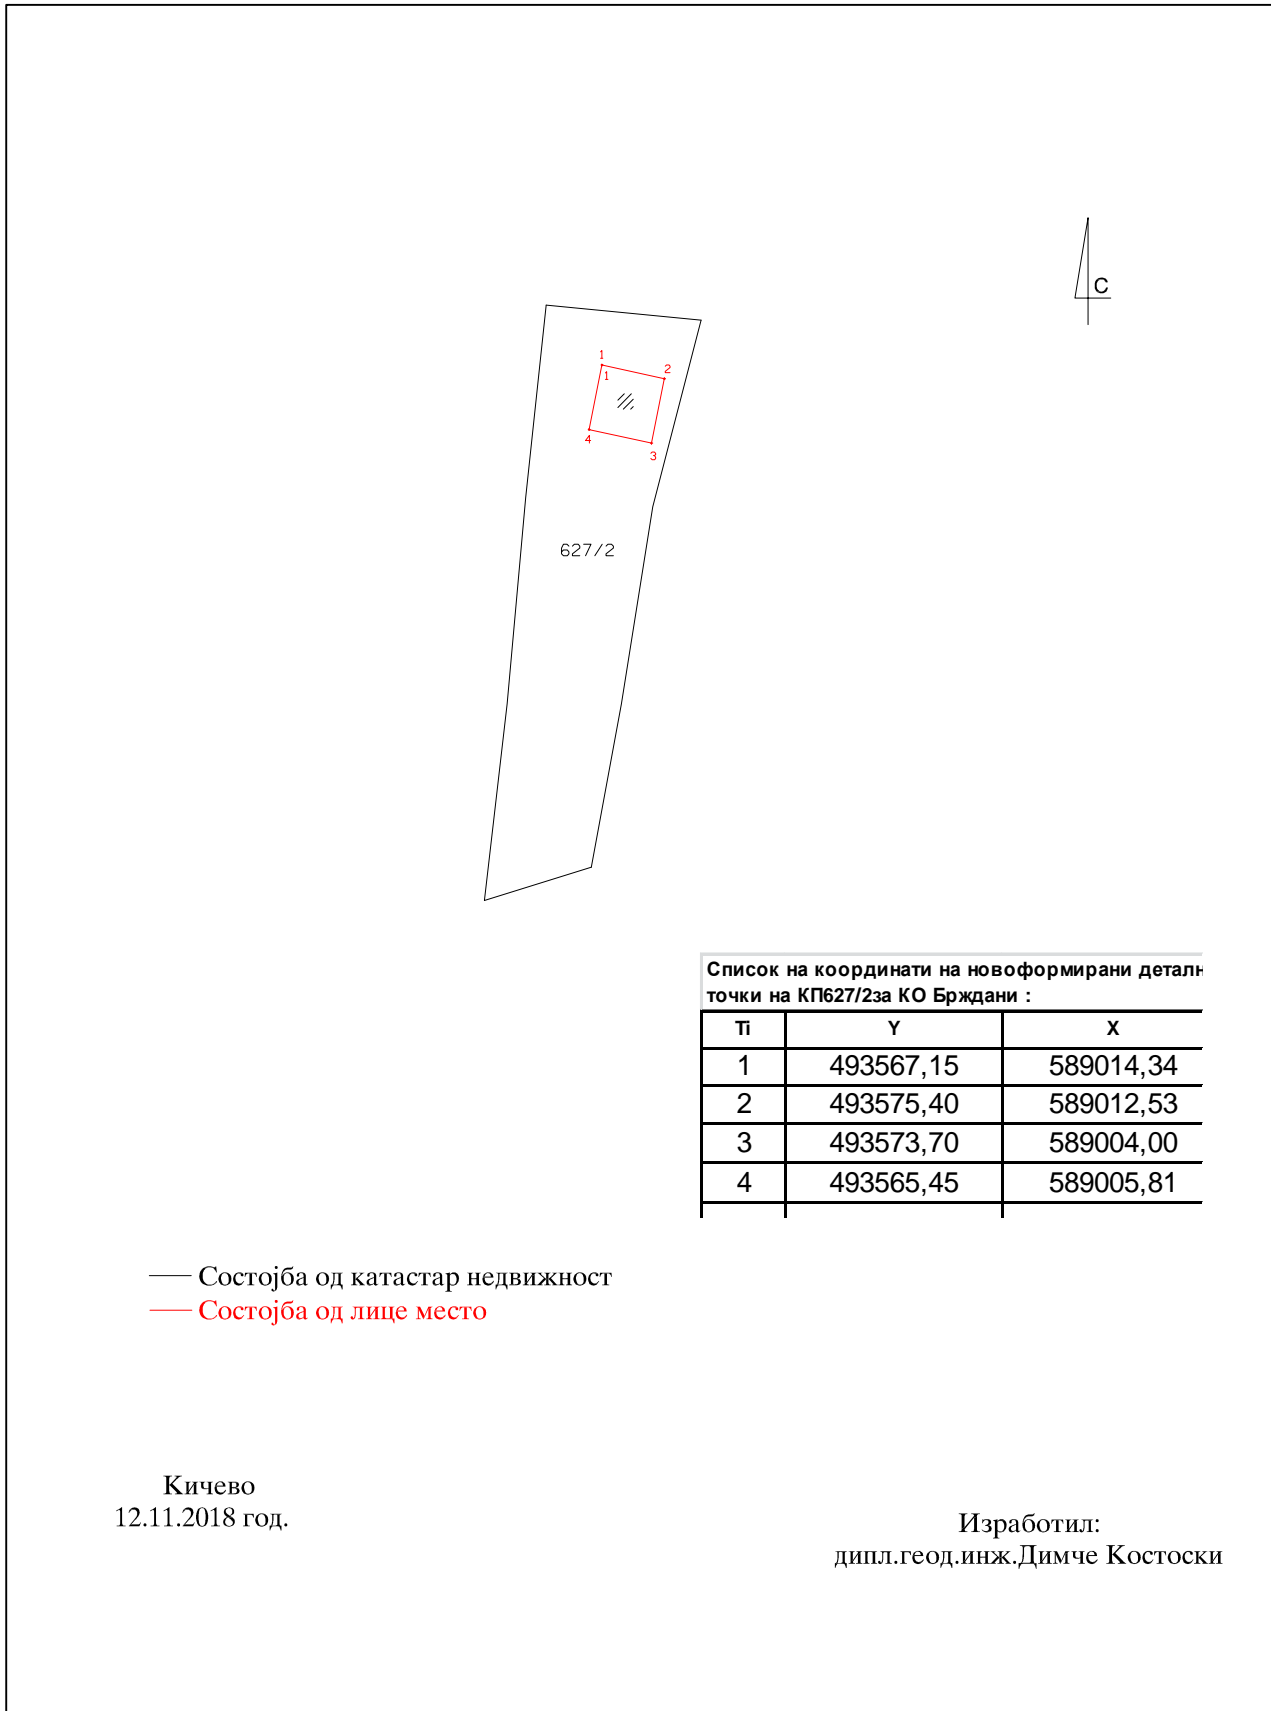 С
1
2
1
4
3
627/2
Список на координати на новоформирани деталн
точки на КП627/2за КО Брждани :
Ti Y X
1 493567,15 589014,34
2 493575,40 589012,53
3 493573,70 589004,00
4 493565,45 589005,81
Состојба од катастар недвижност
Состојба од лице место
Кичево
12.11.2018 год.
Изработил:
дипл.геод.инж.Димче Костоски